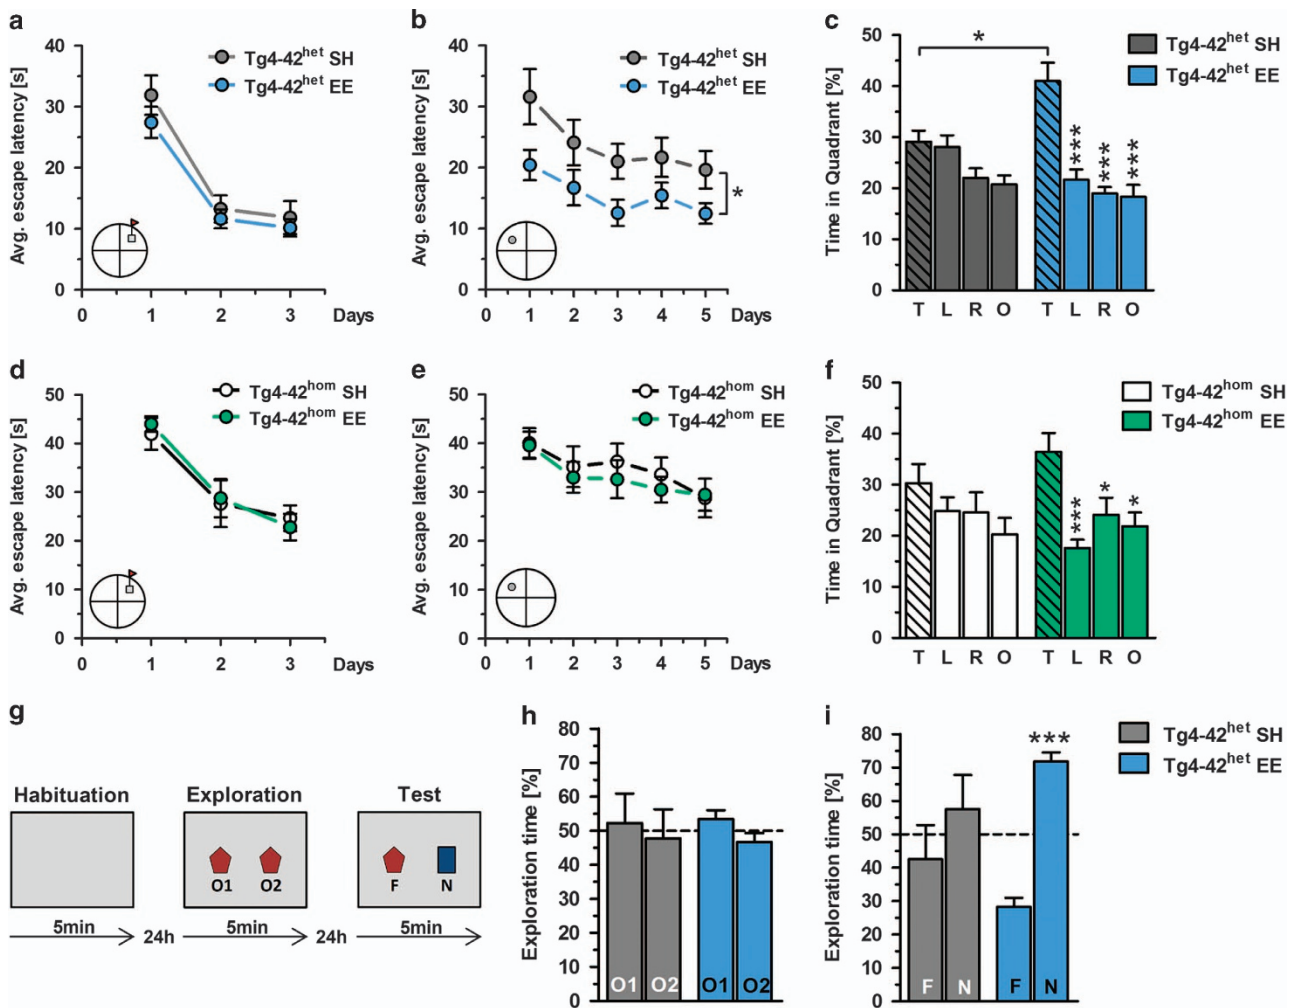 a
Avg. escape latency [s]
40
30
20
10
0
0 1 2 3 Days
Tg4-42het SH
Tg4-42het EE
b
Avg. escape latency [s]
40
30
20
10
0
0 1 2 3 4 5 Days
Tg4-42het SH
Tg4-42het EE
*
c
Time in Quadrant [%]
50
40
30
20
10
0
*
*** *** ***
T L R O T L R O
Tg4-42het SH
Tg4-42het EE
d
Avg. escape latency [s]
50
40
30
20
10
0
0 1 2 3 Days
Tg4-42hom SH
Tg4-42hom EE
e
Avg. escape latency [s]
50
40
30
20
10
0
0 1 2 3 4 5 Days
Tg4-42hom SH
Tg4-42hom EE
f
Time in Quadrant [%]
50
40
30
20
10
0
*** * *
T L R O T L R O
Tg4-42hom SH
Tg4-42hom EE
g
Habituation Exploration Test
O1 O2 F N
5min 24h 5min 24h 5min
h
Exploration time [%]
80
70
60
50
40
30
20
10
0
O1 O2 O1 O2
i
Exploration time [%]
80
70
60
50
40
30
20
10
0
***
F N F N
Tg4-42het SH
Tg4-42het EE